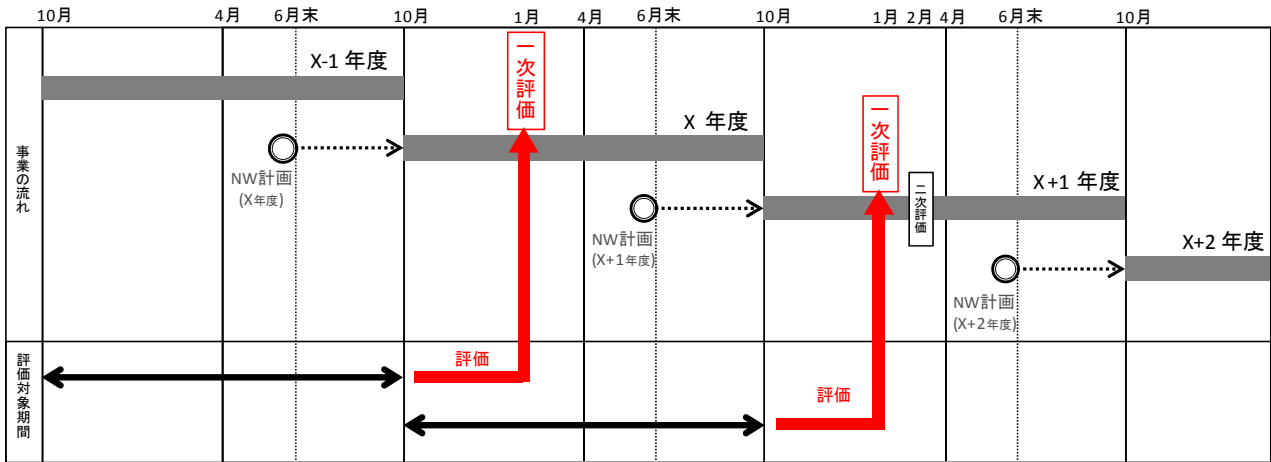 10月 4月 6月末 10月 1月 4月 6月末 10月 1月 2月 4月 6月末 10月
事業の流れ
X-1 年度
一次評価
X 年度
NW計画
(X年度)
一次評価
二次評価
X+1 年度
NW計画
(X+1年度)
X+2 年度
NW計画
(X+2年度)
評価対象期間
評価
評価